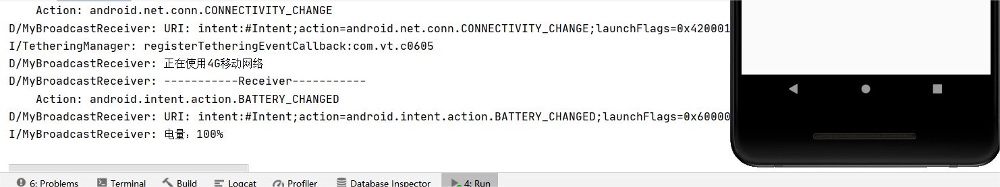 Action: android.net.conn.CONNECTIVITY_CHANGE
D/MyBroadcastReceiver: URI: intent:#Intent;action=android.net.conn.CONNECTIVITY_CHANGE;launchFlags=0x420001
I/TetheringManager: registerTetheringEventCallback:com.vt.c0605
D/MyBroadcastReceiver: 正在使用4G移动网络
D/MyBroadcastReceiver: -----------Receiver-----------
Action: android.intent.action.BATTERY_CHANGED
D/MyBroadcastReceiver: URI: intent:#Intent;action=android.intent.action.BATTERY_CHANGED;launchFlags=0x60000
I/MyBroadcastReceiver: 电量：100%
6: Problems Terminal Build Logcat Profiler Database Inspector 4: Run